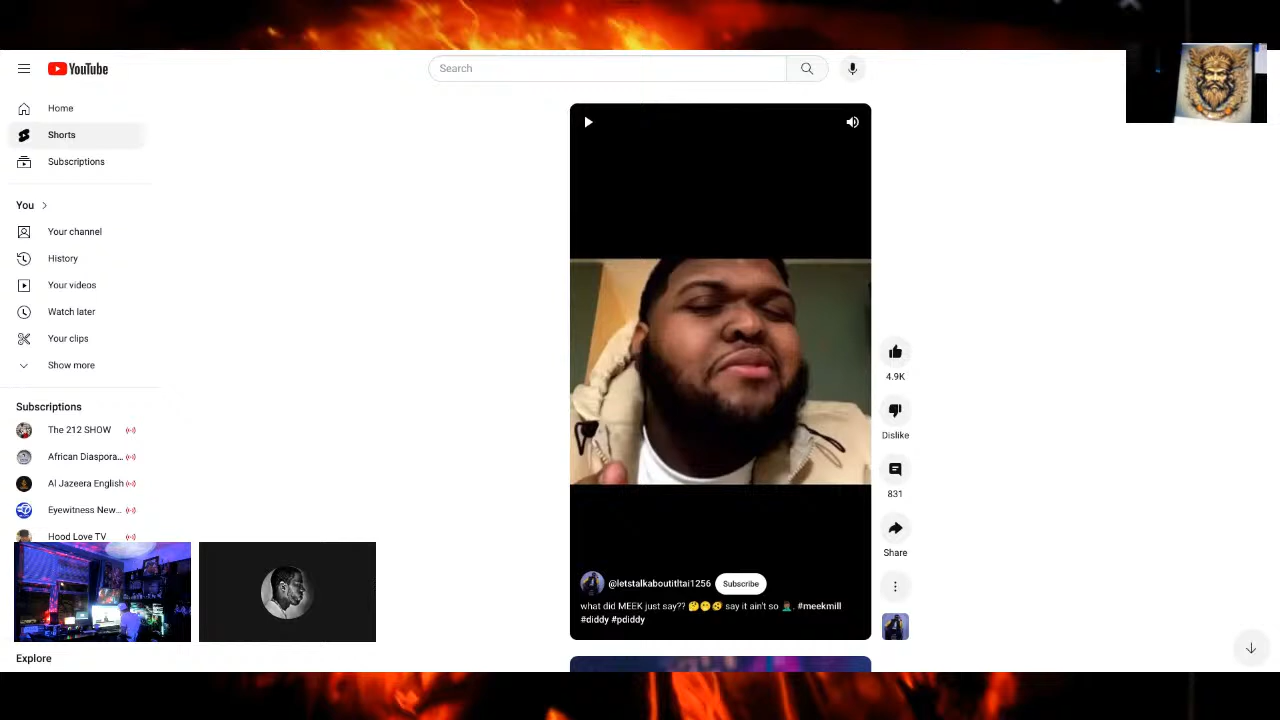 YouTube
Search
Home
Shorts
Subscriptions
You
Your channel
History
Your videos
Watch later
Your clips
Show more
Subscriptions
The 212 SHOW
African Diaspora...
Al Jazeera English
Eyewitness New...
Hood Love TV
Explore
4.9K
Dislike
831
Share
@letstalkaboutitltai1256 Subscribe
what did MEEK just say?? 🤔🤭🤣 say it ain't so 🤦🏾‍♂️. #meekmill
#diddy #pdiddy